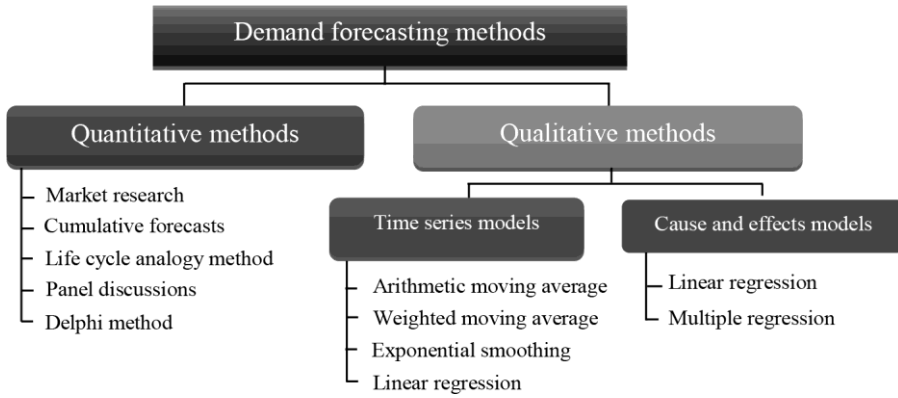 Demand forecasting methods
Quantitative methods
Qualitative methods
Market research
Cumulative forecasts
Life cycle analogy method
Panel discussions
Delphi method
Time series models
Cause and effects models
Arithmetic moving average
Weighted moving average
Exponential smoothing
Linear regression
Linear regression
Multiple regression